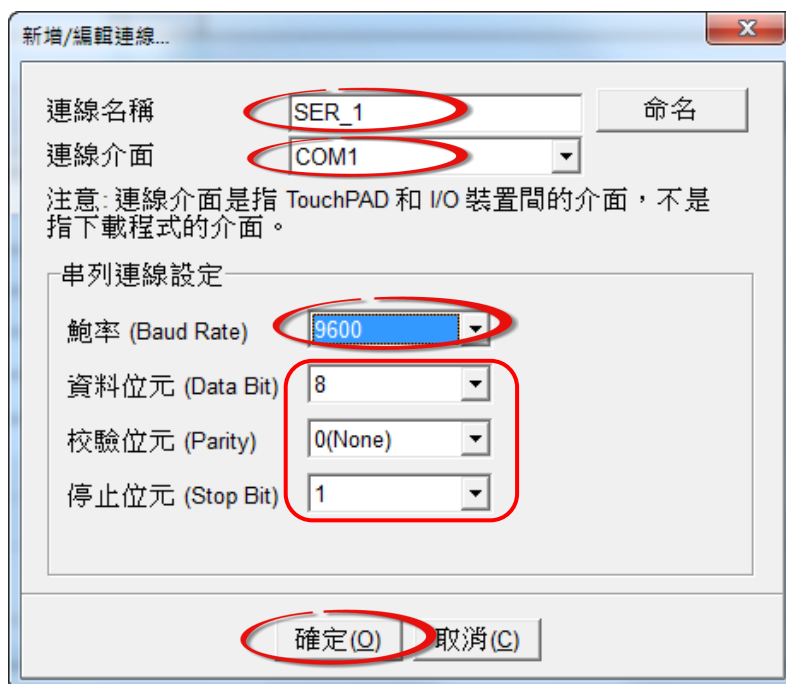 新增/編輯連線...
連線名稱 SER_1 命名
連線介面 COM1
注意: 連線介面是指 TouchPAD 和 I/O 裝置間的介面，不是
指下載程式的介面。
串列連線設定
鮑率 (Baud Rate) 9600
資料位元 (Data Bit) 8
校驗位元 (Parity) 0(None)
停止位元 (Stop Bit) 1
確定(O) 取消(C)